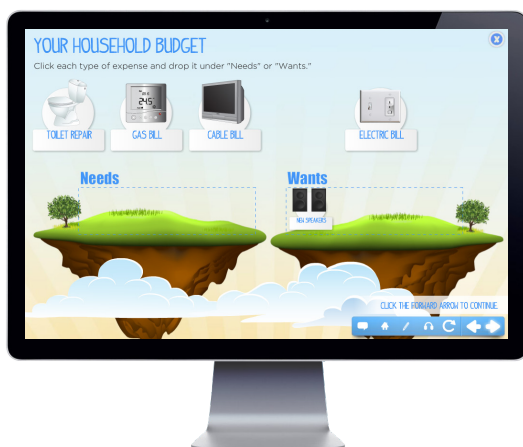 YOUR HOUSEHOLD BUDGET
Click each type of expense and drop it under "Needs" or "Wants."
TOILET REPAIR
GAS BILL
CABLE BILL
ELECTRIC BILL
Needs
Wants
NEW SPEAKERS
CLICK THE FORWARD ARROW TO CONTINUE.